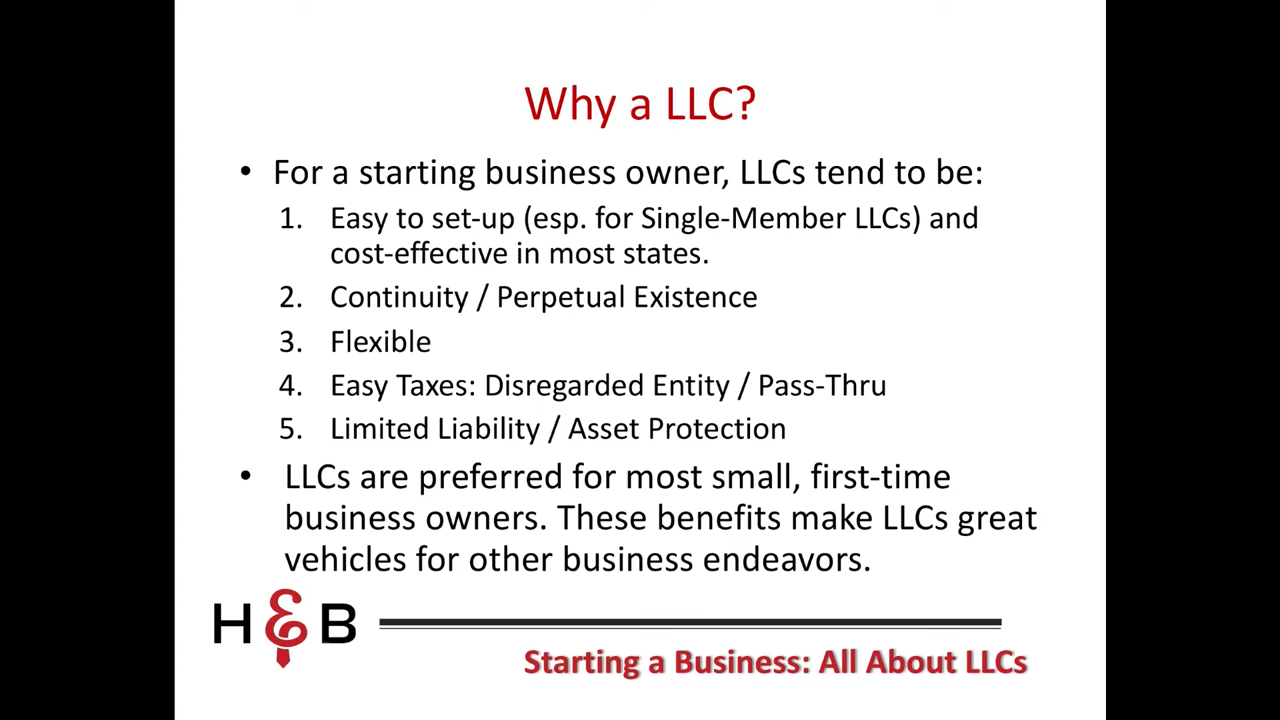 Why a LLC?
• For a starting business owner, LLCs tend to be:
1. Easy to set-up (esp. for Single-Member LLCs) and
cost-effective in most states.
2. Continuity / Perpetual Existence
3. Flexible
4. Easy Taxes: Disregarded Entity / Pass-Thru
5. Limited Liability / Asset Protection
• LLCs are preferred for most small, first-time
business owners. These benefits make LLCs great
vehicles for other business endeavors.
H & B
Starting a Business: All About LLCs